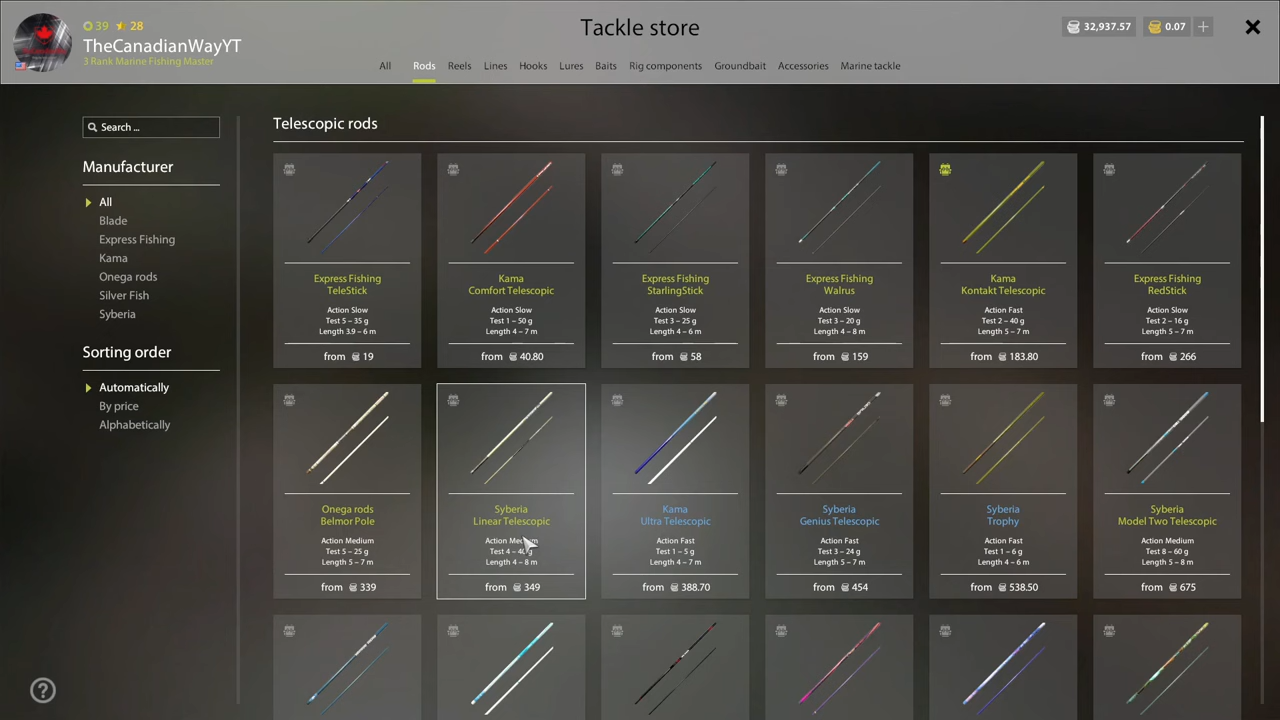 39 28
TheCanadianWayYT
3 Rank Marine Fishing Master
Tackle store
32,937.57 0.07 +
All Rods Reels Lines Hooks Lures Baits Rig components Groundbait Accessories Marine tackle
Search ...
Manufacturer
All
Blade
Express Fishing
Kama
Onega rods
Silver Fish
Syberia
Sorting order
Automatically
By price
Alphabetically
Telescopic rods
Express Fishing
TeleStick
Action Slow
Test 5 – 35 g
Length 3.9 – 6 m
from 19
Kama
Comfort Telescopic
Action Slow
Test 1 – 50 g
Length 4 – 7 m
from 40.80
Express Fishing
StarlingStick
Action Slow
Test 3 – 25 g
Length 4 – 6 m
from 58
Express Fishing
Walrus
Action Slow
Test 3 – 20 g
Length 4 – 8 m
from 159
Kama
Kontakt Telescopic
Action Fast
Test 2 – 40 g
Length 5 – 7 m
from 183.80
Express Fishing
RedStick
Action Slow
Test 2 – 16 g
Length 5 – 7 m
from 266
Onega rods
Belmor Pole
Action Medium
Test 5 – 25 g
Length 5 – 7 m
from 339
Syberia
Linear Telescopic
Action Medium
Test 4 – 40 g
Length 4 – 8 m
from 349
Kama
Ultra Telescopic
Action Fast
Test 1 – 5 g
Length 4 – 7 m
from 388.70
Syberia
Genius Telescopic
Action Fast
Test 3 – 24 g
Length 5 – 7 m
from 454
Syberia
Trophy
Action Fast
Test 1 – 6 g
Length 4 – 6 m
from 538.50
Syberia
Model Two Telescopic
Action Medium
Test 8 – 60 g
Length 5 – 8 m
from 675
?